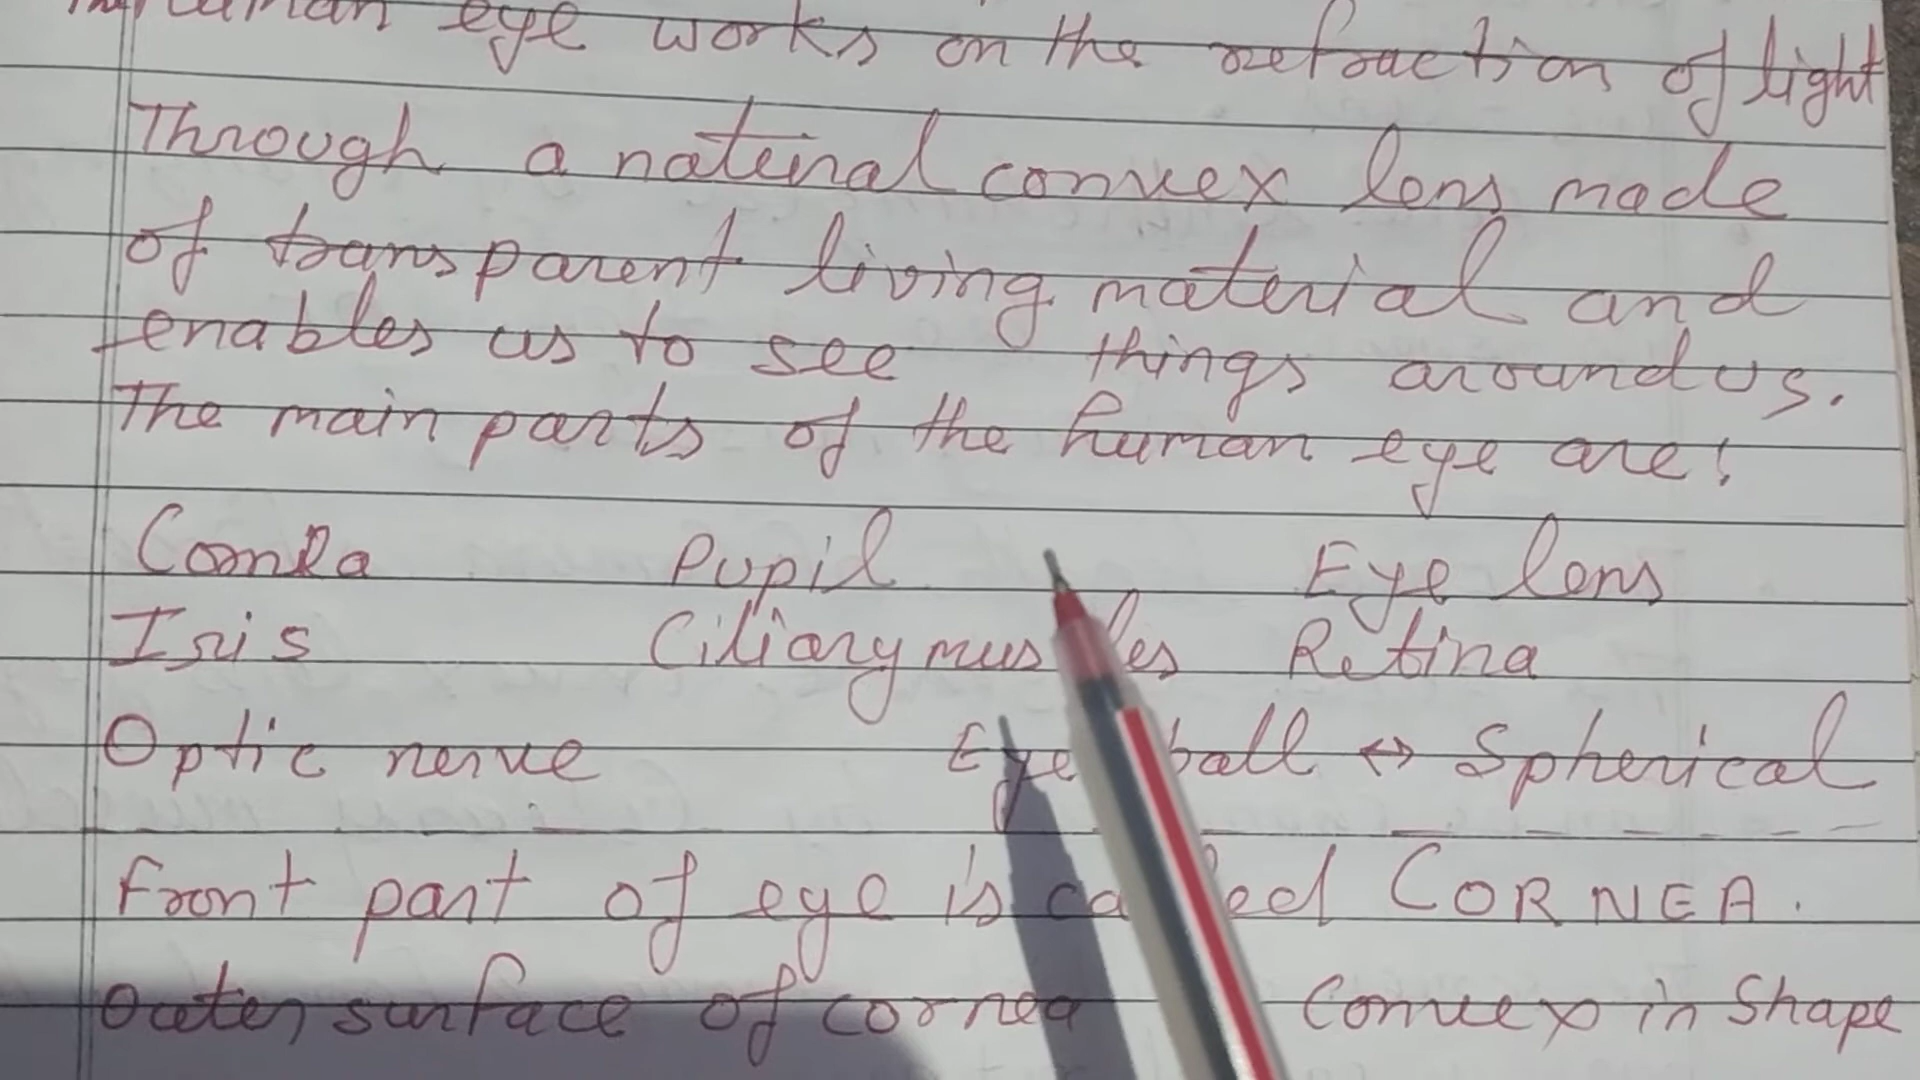 human eye works on the refraction of light
Through a natural convex lens made
of transparent living material and
enables us to see things around us.
The main parts of the human eye are:
Cornea Pupil Eye lens
Iris Ciliary muscles Retina
Optic nerve Eye ball ↔ Spherical
Front part of eye is called CORNEA.
Outer surface of cornea Convex in Shape